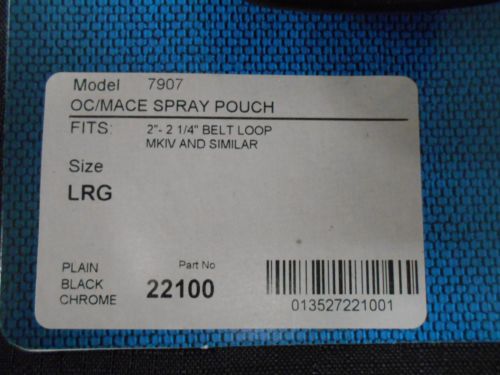 Model 7907
OC/MACE SPRAY POUCH
FITS: 2"- 2 1/4" BELT LOOP
MKIV AND SIMILAR
Size
LRG
PLAIN
BLACK
CHROME
Part No
22100
013527221001